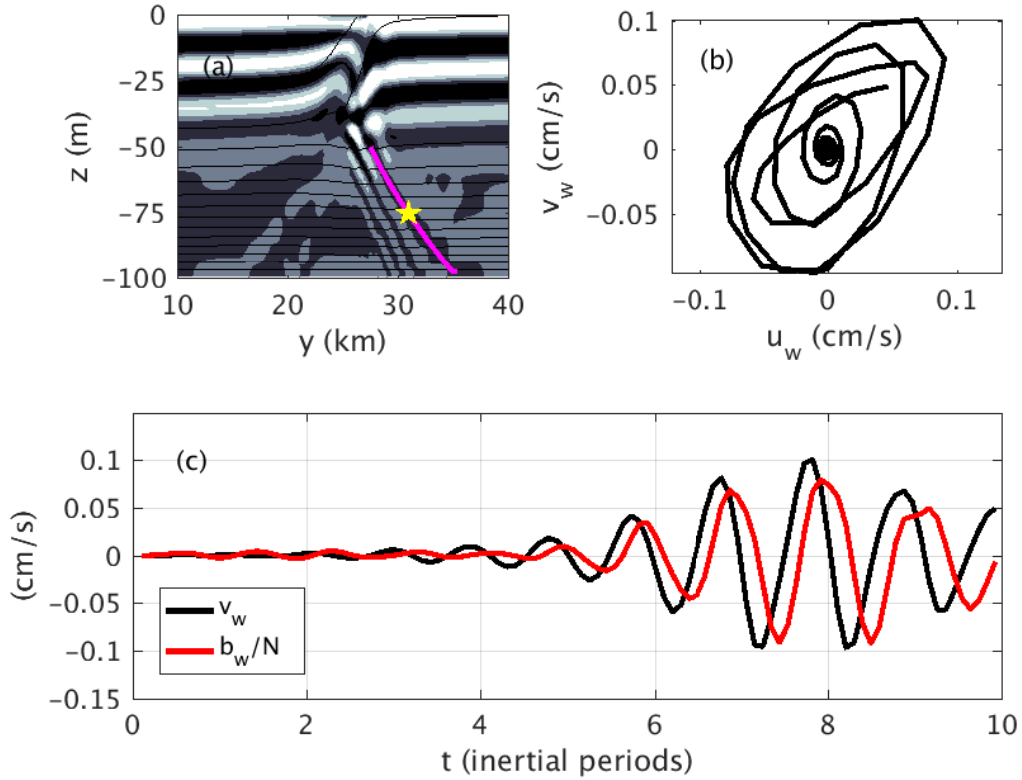 0
(a)
−25
−50
−75
−100
z (m)
10
20
30
40
y (km)
0.1
(b)
0.05
0
−0.05
v_w (cm/s)
−0.1
0
0.1
u_w (cm/s)
0.1
(c)
0.05
0
−0.05
−0.1
−0.15
(cm/s)
v_w
b_w/N
0
2
4
6
8
10
t (inertial periods)